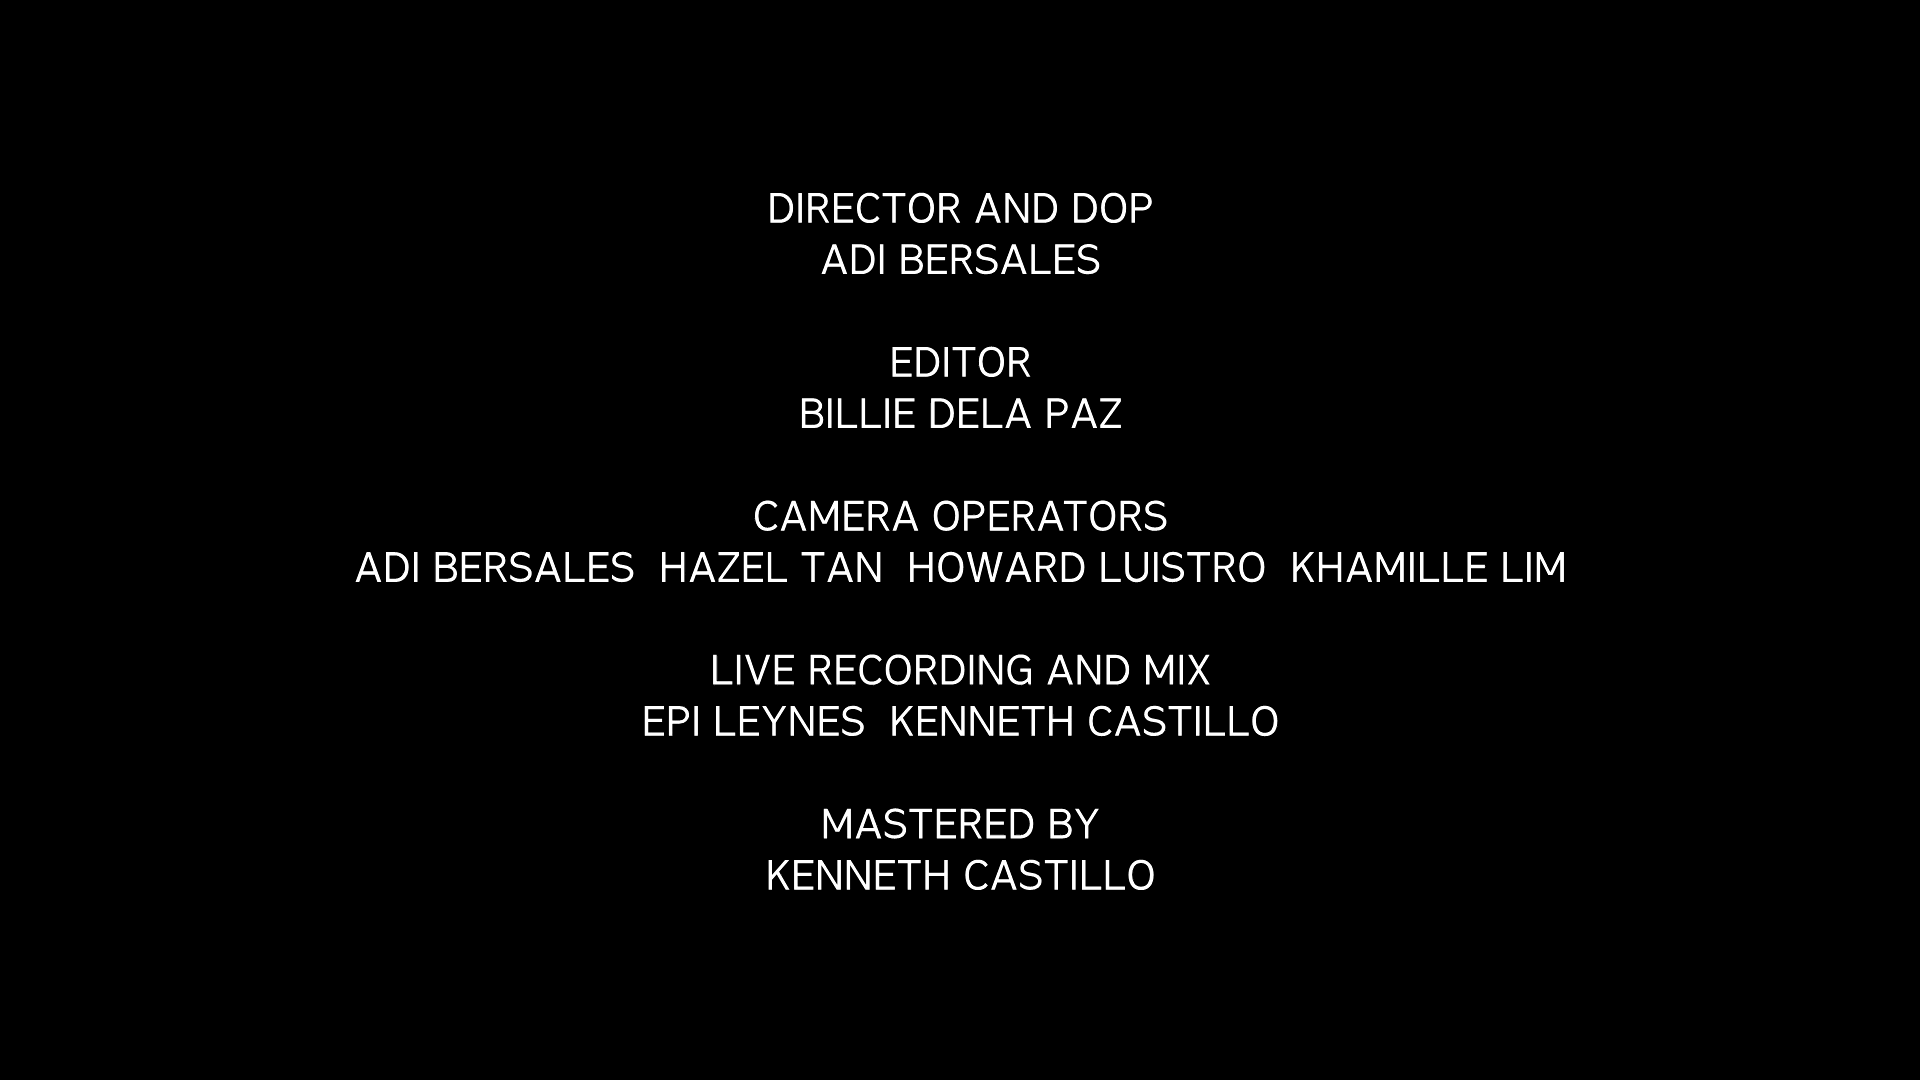 DIRECTOR AND DOP
ADI BERSALES
EDITOR
BILLIE DELA PAZ
CAMERA OPERATORS
ADI BERSALES  HAZEL TAN  HOWARD LUISTRO  KHAMILLE LIM
LIVE RECORDING AND MIX
EPI LEYNES  KENNETH CASTILLO
MASTERED BY
KENNETH CASTILLO